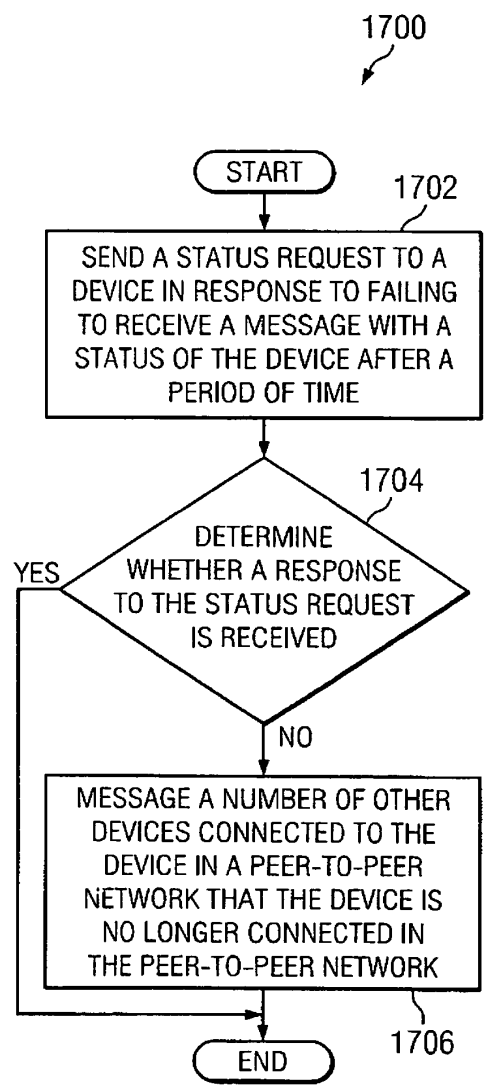 1700
START
1702
SEND A STATUS REQUEST TO A
DEVICE IN RESPONSE TO FAILING
TO RECEIVE A MESSAGE WITH A
STATUS OF THE DEVICE AFTER A
PERIOD OF TIME
1704
DETERMINE
WHETHER A RESPONSE
TO THE STATUS REQUEST
IS RECEIVED
YES
NO
MESSAGE A NUMBER OF OTHER
DEVICES CONNECTED TO THE
DEVICE IN A PEER-TO-PEER
NETWORK THAT THE DEVICE IS
NO LONGER CONNECTED IN
THE PEER-TO-PEER NETWORK
1706
END